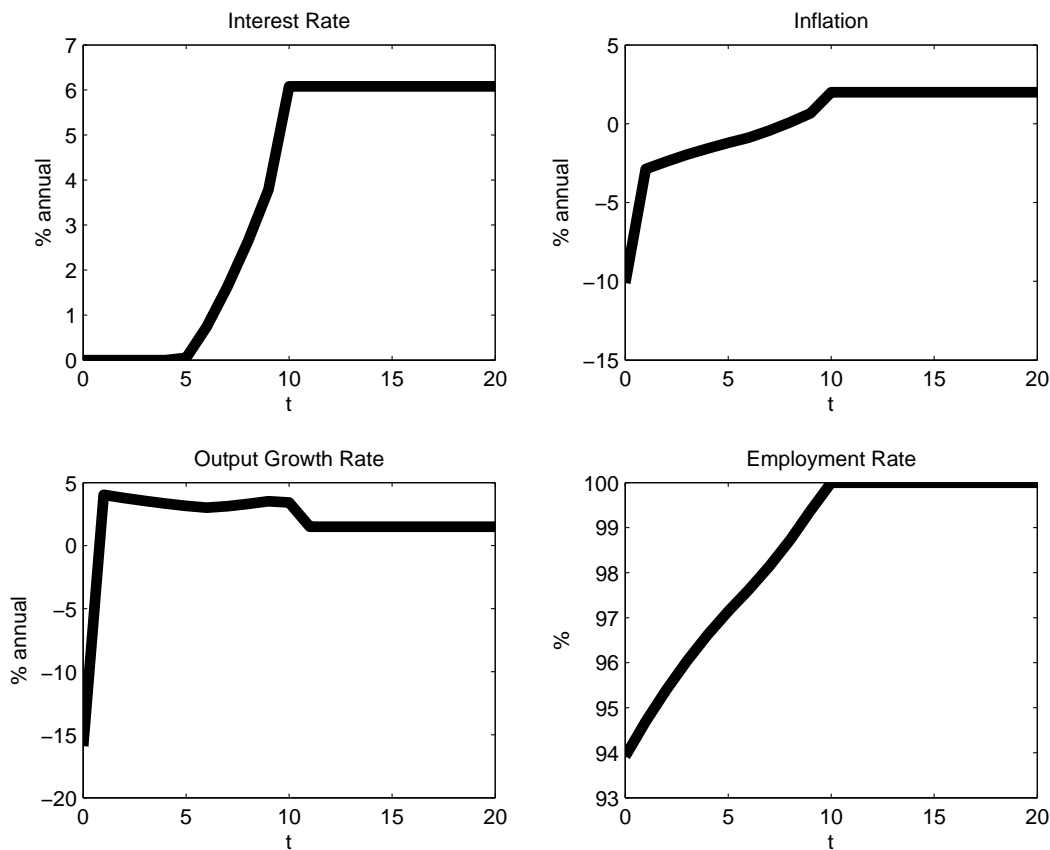 Interest Rate
7
6
5
4
3
2
1
0
% annual
0 5 10 15 20
t
Inflation
5
0
−5
−10
−15
% annual
0 5 10 15 20
t
Output Growth Rate
5
0
−5
−10
−15
−20
% annual
0 5 10 15 20
t
Employment Rate
100
99
98
97
96
95
94
93
%
0 5 10 15 20
t